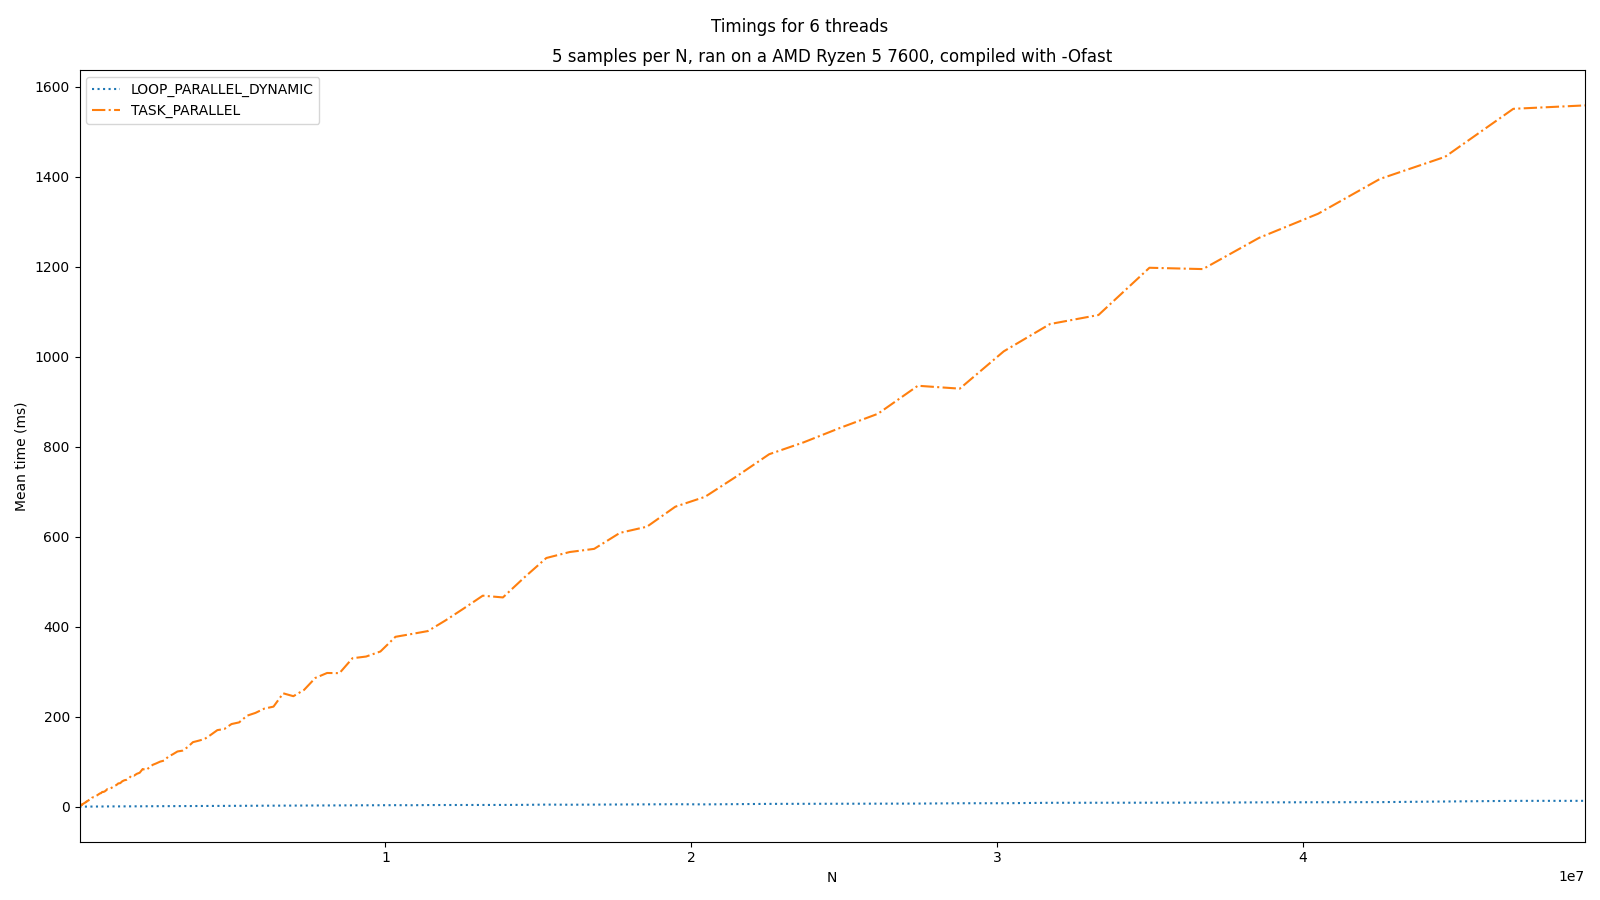 Timings for 6 threads
5 samples per N, ran on a AMD Ryzen 5 7600, compiled with -Ofast
LOOP_PARALLEL_DYNAMIC
TASK_PARALLEL
1600
1400
1200
1000
800
600
400
200
0
Mean time (ms)
1
2
3
4
1e7
N